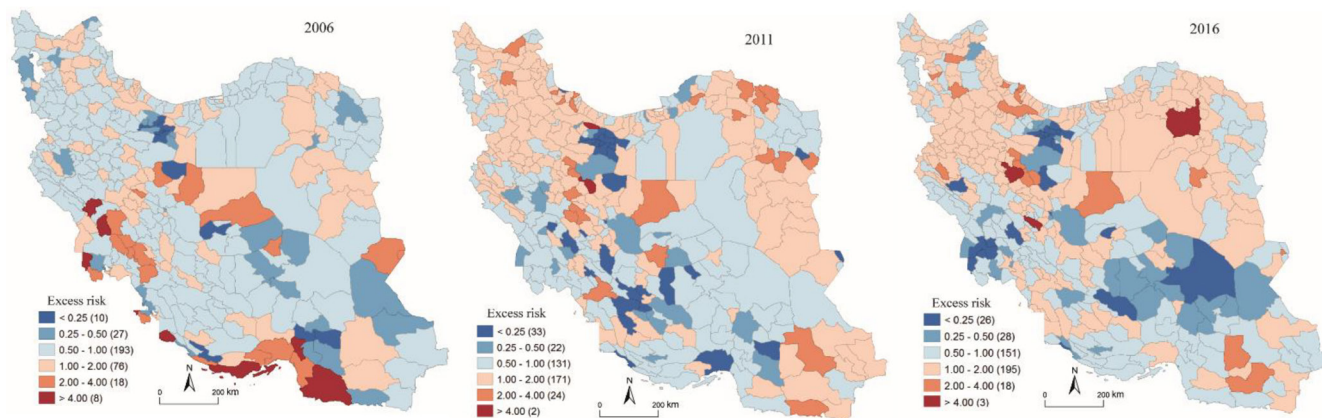 2006
Excess risk
< 0.25 (10)
0.25 - 0.50 (27)
0.50 - 1.00 (193)
1.00 - 2.00 (76)
2.00 - 4.00 (18)
> 4.00 (8)
N
0 200 km
2011
Excess risk
< 0.25 (33)
0.25 - 0.50 (22)
0.50 - 1.00 (131)
1.00 - 2.00 (171)
2.00 - 4.00 (24)
> 4.00 (2)
N
0 200 km
2016
Excess risk
< 0.25 (26)
0.25 - 0.50 (28)
0.50 - 1.00 (151)
1.00 - 2.00 (195)
2.00 - 4.00 (18)
> 4.00 (3)
N
0 200 km